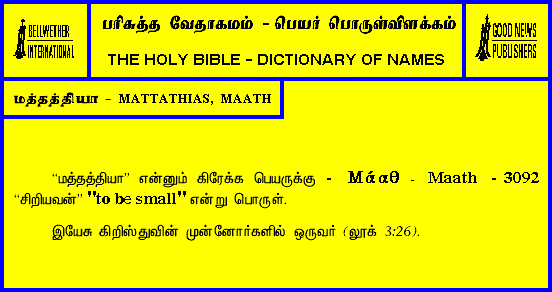 BELLWETHER
INTERNATIONAL
பரிசுத்த வேதாகமம் - பெயர் பொருள்விளக்கம்
THE HOLY BIBLE - DICTIONARY OF NAMES
GOOD NEWS
PUBLISHERS
மத்தத்தியா - MATTATHIAS, MAATH
“மத்தத்தியா” என்னும் கிரேக்க பெயருக்கு - Μάαθ - Maath - 3092
“சிறியவன்” "to be small" என்று பொருள்.
இயேசு கிறிஸ்துவின் முன்னோர்களில் ஒருவர் (லூக் 3:26).